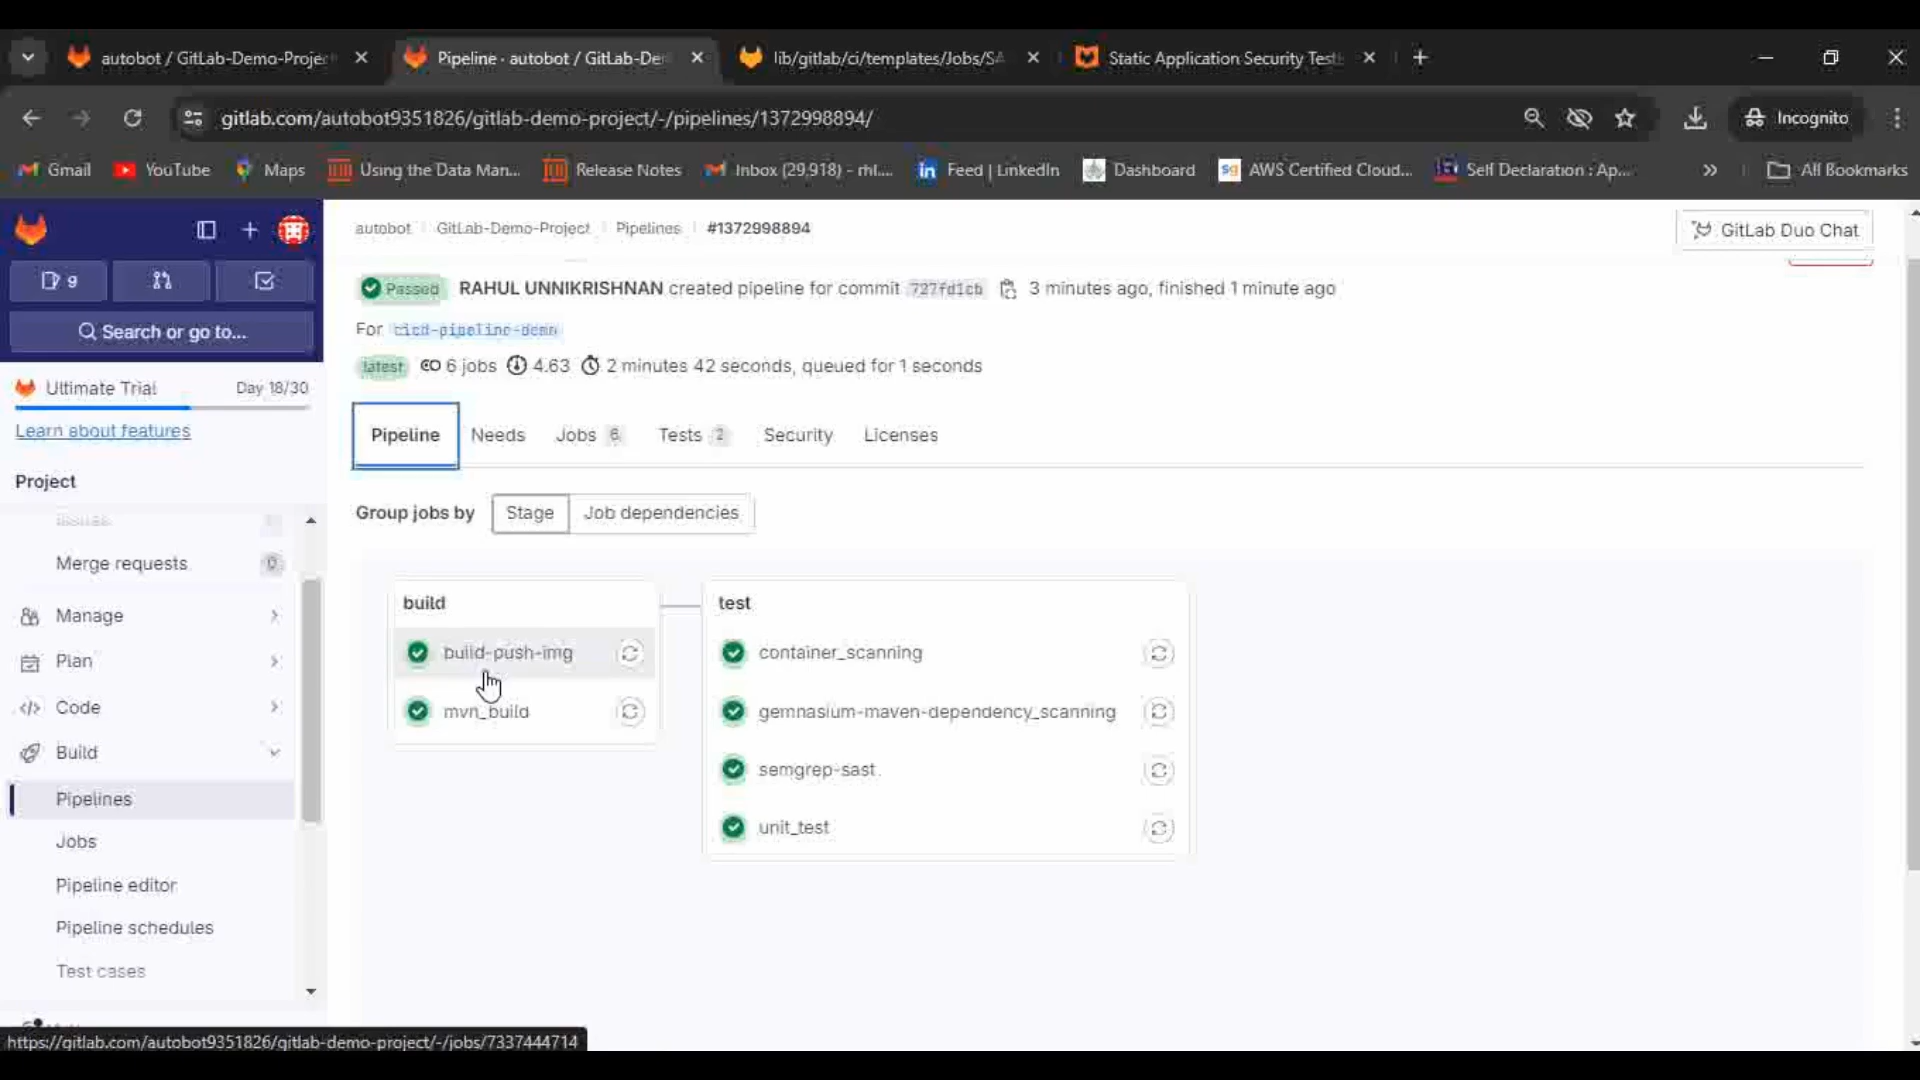 autobot / GitLab-Demo-Projec
Pipeline · autobot / GitLab-De
lib/gitlab/ci/templates/Jobs/SA
Static Application Security Test
gitlab.com/autobot9351826/gitlab-demo-project/-/pipelines/1372998894/
Incognito
Gmail
YouTube
Maps
Using the Data Man...
Release Notes
Inbox (29,918) - rhl....
Feed | LinkedIn
Dashboard
AWS Certified Cloud...
Self Declaration : Ap...
All Bookmarks
autobot
GitLab-Demo-Project
Pipelines
#1372998894
GitLab Duo Chat
9
Search or go to...
Passed RAHUL UNNIKRISHNAN created pipeline for commit 727fd1cb 3 minutes ago, finished 1 minute ago
For cicd-pipeline-demo
latest 6 jobs 4.63 2 minutes 42 seconds, queued for 1 seconds
Ultimate Trial Day 18/30
Learn about features
Pipeline
Needs
Jobs 6
Tests 2
Security
Licenses
Project
Issues
Merge requests 0
Manage
Plan
Code
Build
Pipelines
Jobs
Pipeline editor
Pipeline schedules
Test cases
Group jobs by Stage Job dependencies
build
build-push-img
mvn_build
test
container_scanning
gemnasium-maven-dependency_scanning
semgrep-sast
unit_test
https://gitlab.com/autobot9351826/gitlab-demo-project/-/jobs/7337444714